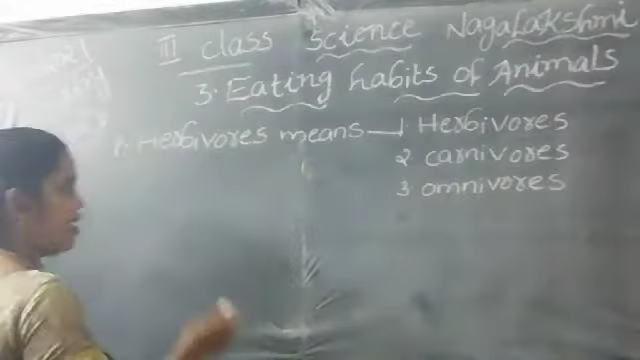 III class Science NagaLakshmi
3. Eating habits of Animals
1. Herbivores means — 1 Herbivores
2 carnivores
3 omnivores